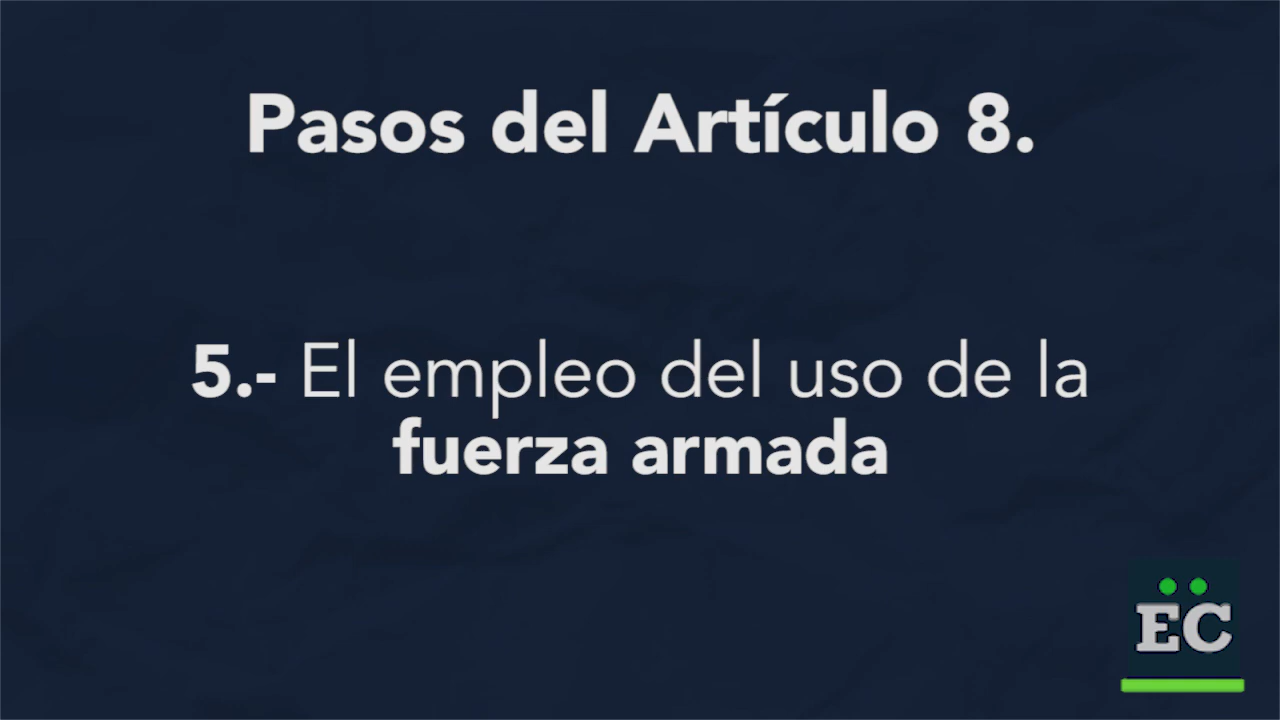 Pasos del Artículo 8.
5.- El empleo del uso de la
fuerza armada
EC